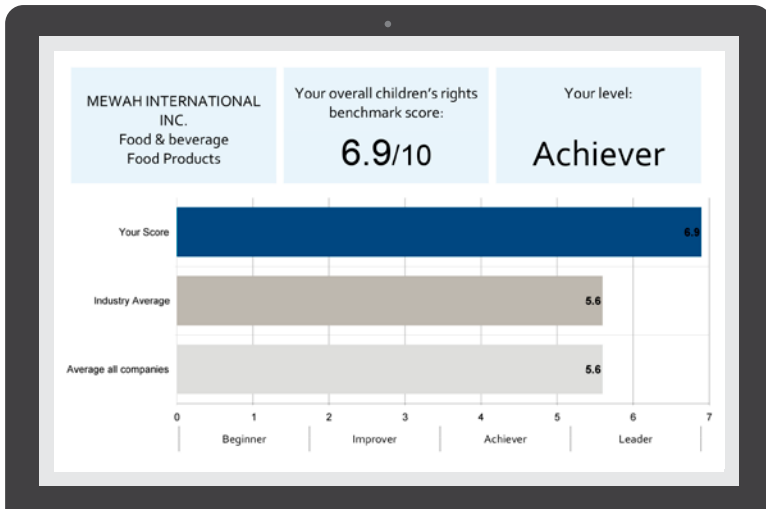 MEWAH INTERNATIONAL
INC.
Food & beverage
Food Products
Your overall children's rights
benchmark score:
6.9/10
Your level:
Achiever
Your Score
6.9
Industry Average
5.6
Average all companies
5.6
0 1 2 3 4 5 6 7
Beginner Improver Achiever Leader